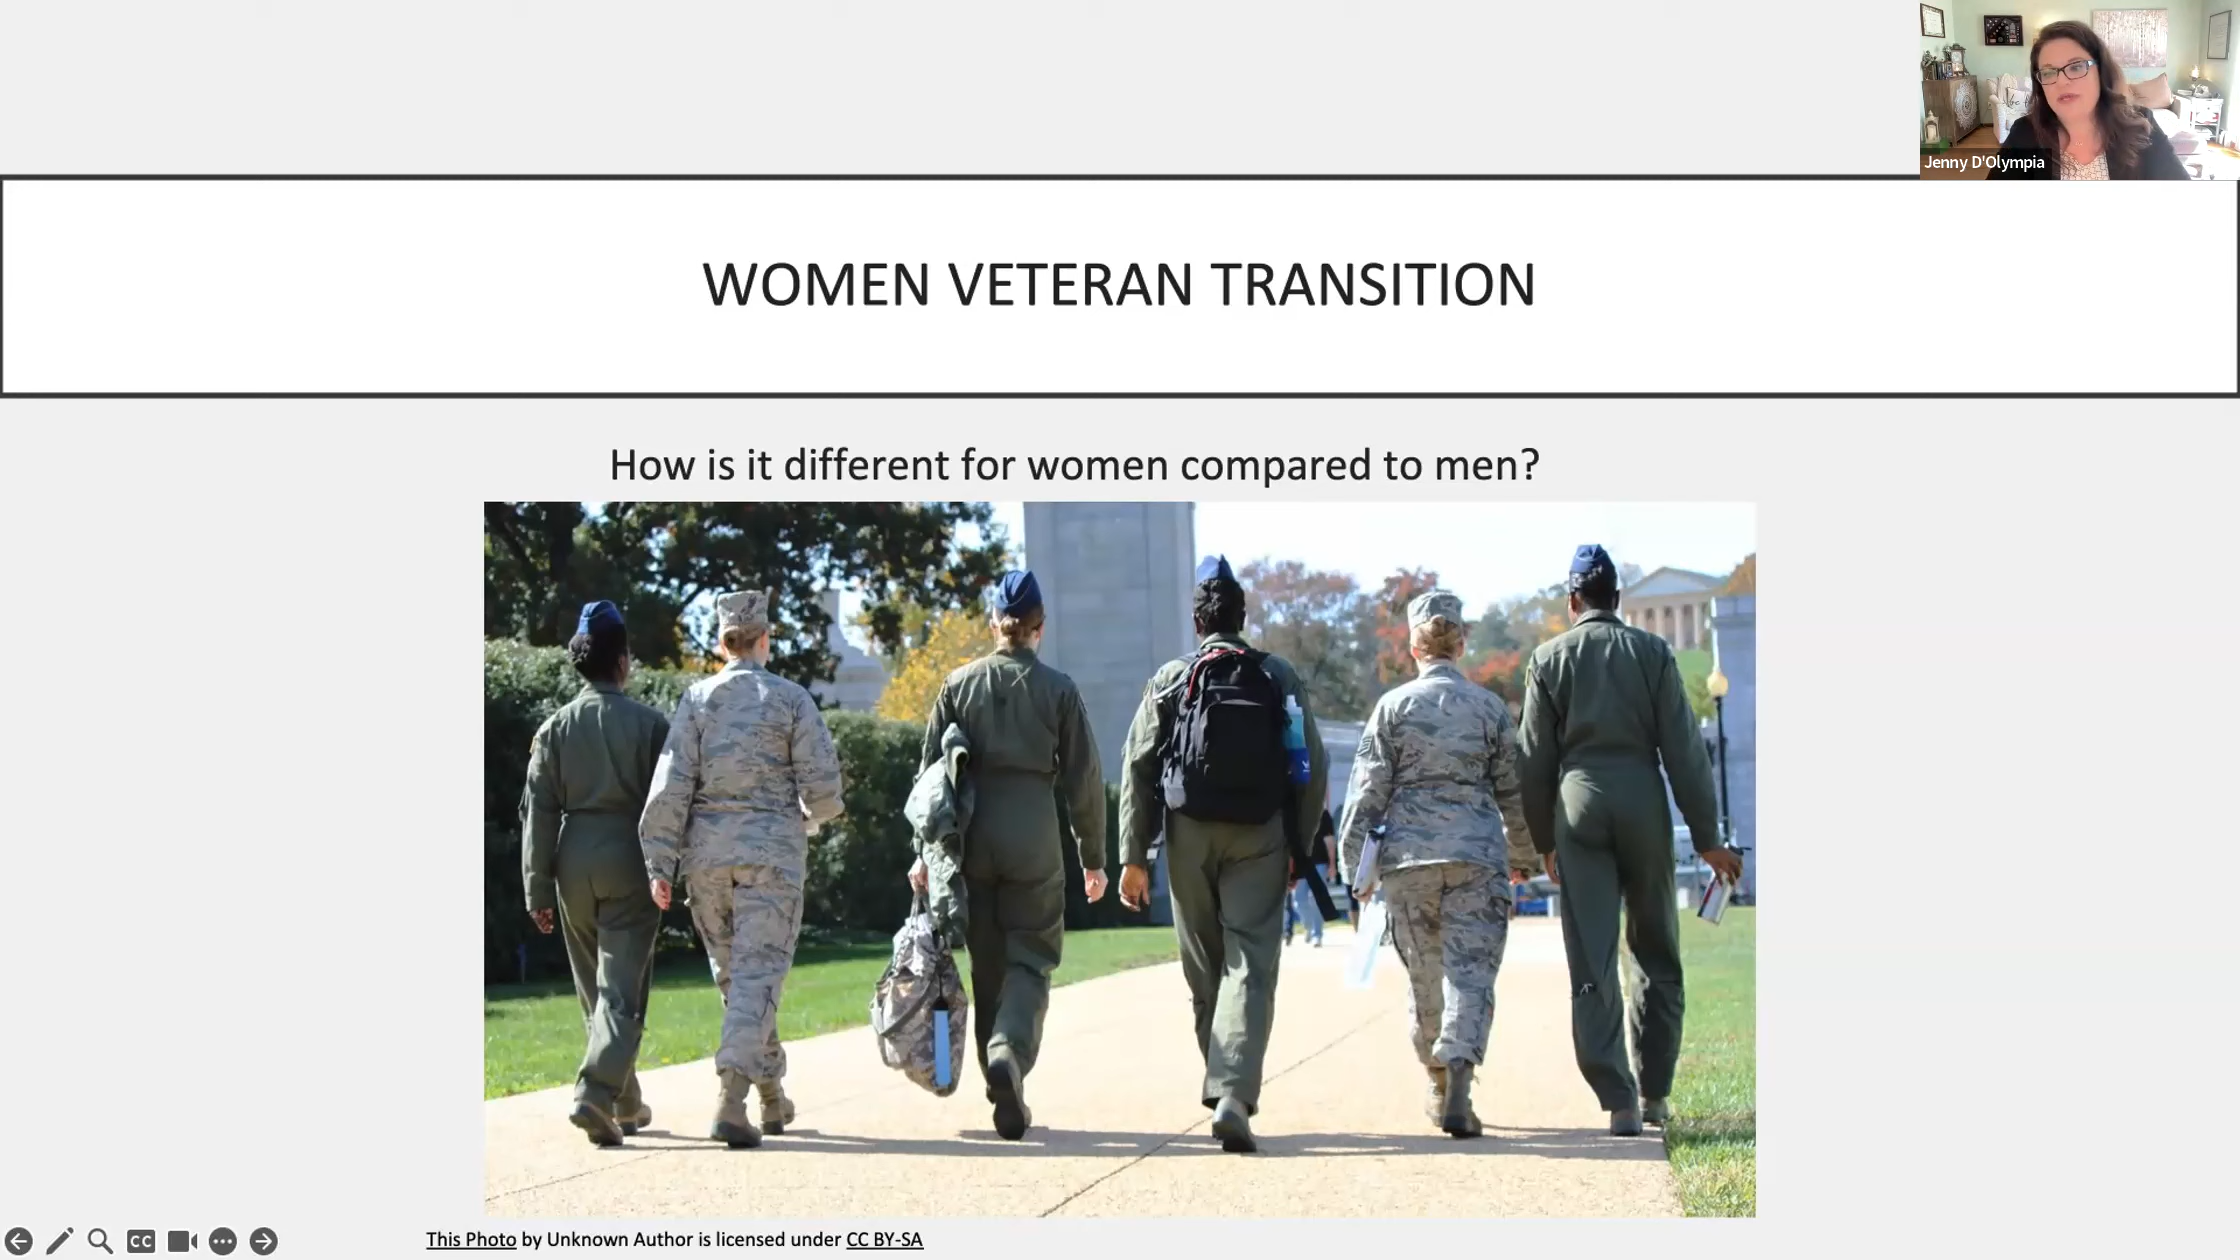 Jenny D'Olympia
WOMEN VETERAN TRANSITION
How is it different for women compared to men?
CC
This Photo by Unknown Author is licensed under CC BY-SA